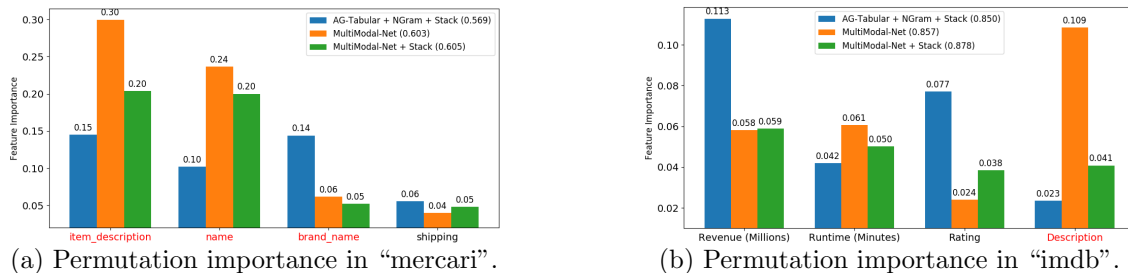 0.30
0.25
0.20
0.15
0.10
0.05
Feature Importance
AG-Tabular + NGram + Stack (0.569)
MultiModal-Net (0.603)
MultiModal-Net + Stack (0.605)
0.15
0.30
0.20
0.10
0.24
0.20
0.14
0.06
0.05
0.06
0.04
0.05
item_description name brand_name shipping
(a) Permutation importance in “mercari”.
0.10
0.08
0.06
0.04
0.02
Feature Importance
AG-Tabular + NGram + Stack (0.850)
MultiModal-Net (0.857)
MultiModal-Net + Stack (0.878)
0.113
0.058
0.059
0.042
0.061
0.050
0.077
0.024
0.038
0.023
0.109
0.041
Revenue (Millions) Runtime (Minutes) Rating Description
(b) Permutation importance in “imdb”.